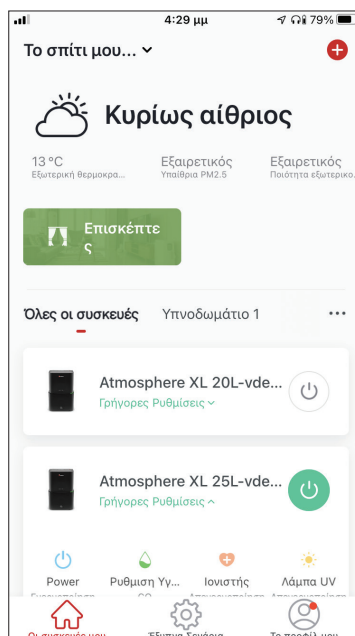 4:29 μμ
79%
Το σπίτι μου...
Κυρίως αίθριος
13 °C
Εξωτερική θερμοκρα...
Εξαιρετικός
Υπαίθρια PM2.5
Εξαιρετικός
Ποιότητα εξωτερικο.
Επισκέπτε
ς
Όλες οι συσκευές
Υπνοδωμάτιο 1
Atmosphere XL 20L-vde...
Γρήγορες Ρυθμίσεις
Atmosphere XL 25L-vde...
Γρήγορες Ρυθμίσεις
Power
Ρυθμιση Υγ...
Ιονιστής
Λάμπα UV
Οι συσκευές μου
Έξυπνα Σενάρια
Το προφίλ μου